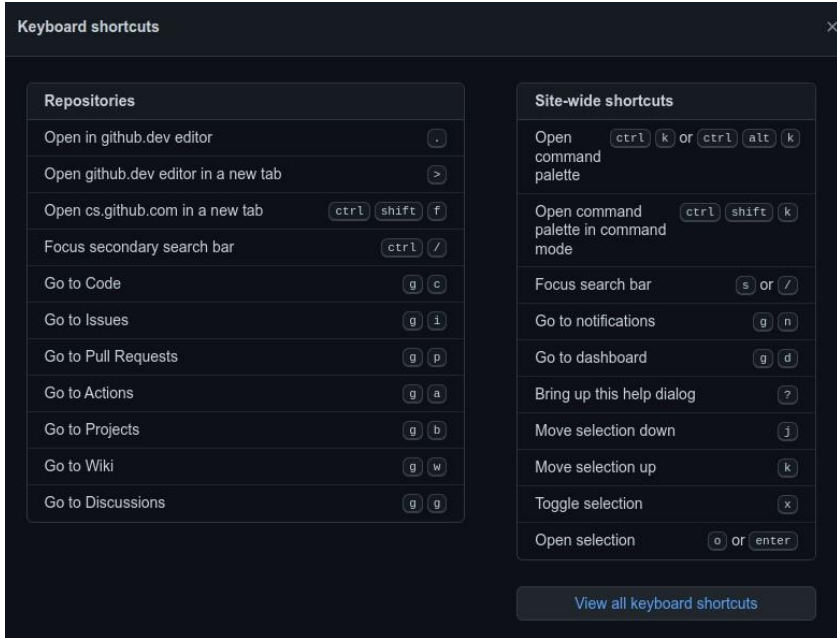 Keyboard shortcuts
Repositories
Open in github.dev editor .
Open github.dev editor in a new tab >
Open cs.github.com in a new tab ctrl shift f
Focus secondary search bar ctrl /
Go to Code g c
Go to Issues g i
Go to Pull Requests g p
Go to Actions g a
Go to Projects g b
Go to Wiki g w
Go to Discussions g g
Site-wide shortcuts
Open ctrl k or ctrl alt k
command
palette
Open command ctrl shift k
palette in command
mode
Focus search bar s or /
Go to notifications g n
Go to dashboard g d
Bring up this help dialog ?
Move selection down j
Move selection up k
Toggle selection x
Open selection o or enter
View all keyboard shortcuts